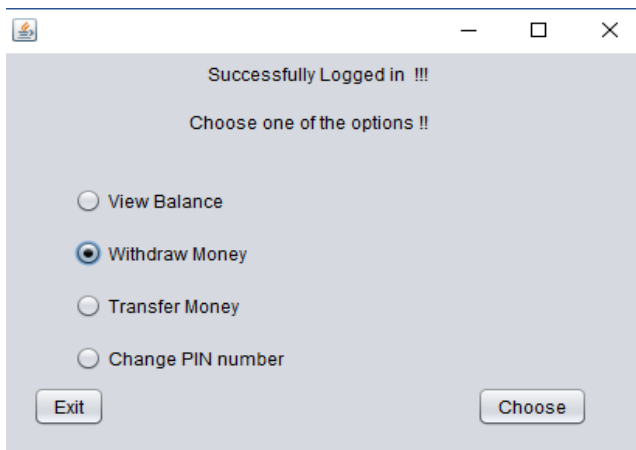 Successfully Logged in !!!
Choose one of the options !!
View Balance
Withdraw Money
Transfer Money
Change PIN number
Exit
Choose